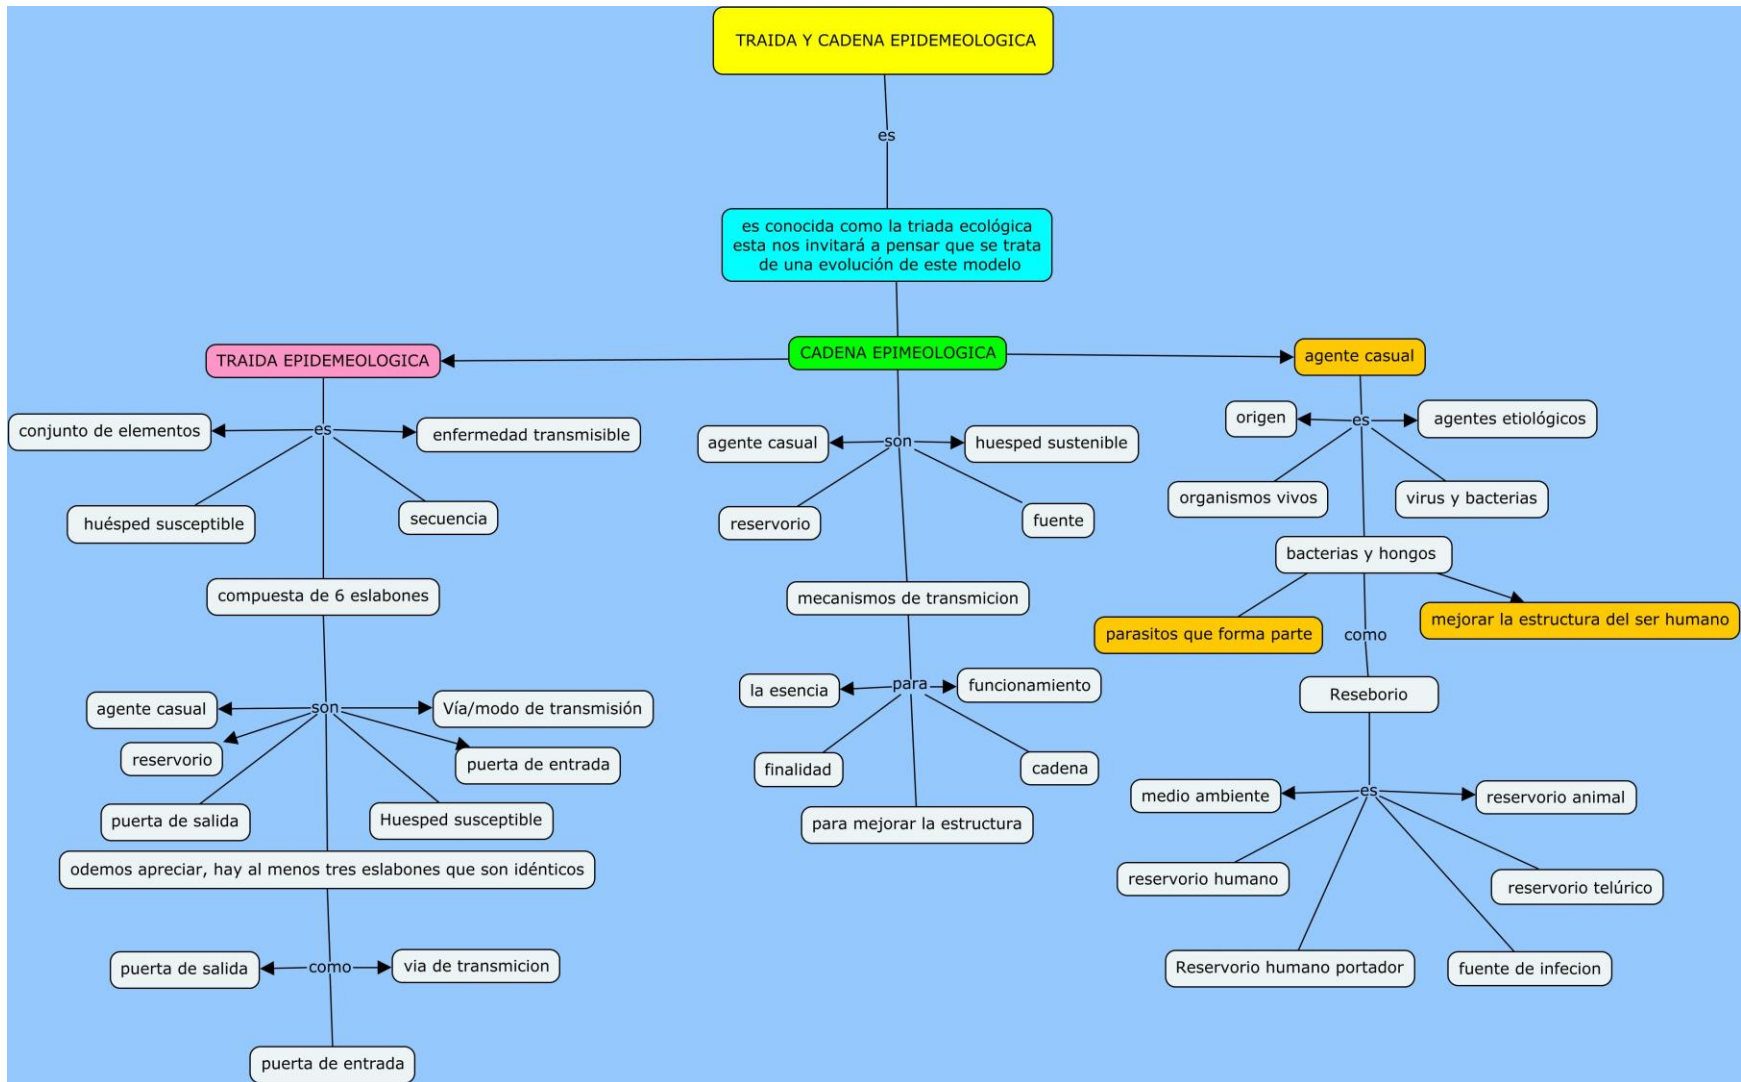 TRAIDA Y CADENA EPIDEMEOLOGICA
es
es conocida como la triada ecológica
esta nos invitará a pensar que se trata
de una evolución de este modelo
TRAIDA EPIDEMEOLOGICA
CADENA EPIMEOLOGICA
agente casual
conjunto de elementos
es
enfermedad transmisible
huésped susceptible
secuencia
compuesta de 6 eslabones
agente casual
son
Vía/modo de transmisión
reservorio
puerta de entrada
puerta de salida
Huesped susceptible
odemos apreciar, hay al menos tres eslabones que son idénticos
puerta de salida
como
via de transmicion
puerta de entrada
agente casual
son
huesped sustenible
reservorio
fuente
mecanismos de transmicion
la esencia
para
funcionamiento
finalidad
cadena
para mejorar la estructura
origen
es
agentes etiológicos
organismos vivos
virus y bacterias
bacterias y hongos
parasitos que forma parte
como
mejorar la estructura del ser humano
Reseborio
medio ambiente
es
reservorio animal
reservorio humano
reservorio telúrico
Reservorio humano portador
fuente de infecion